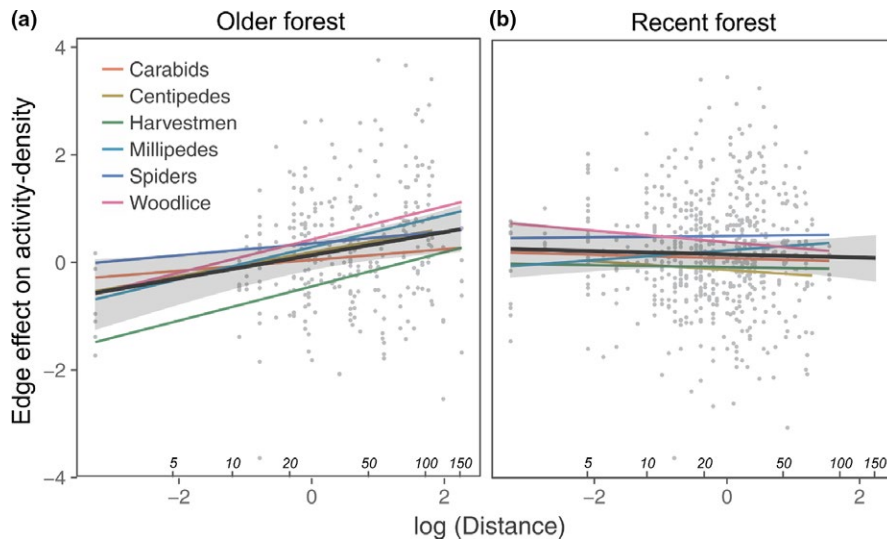 (a) Older forest
(b) Recent forest
4
2
0
−2
−4
Edge effect on activity-density
Carabids
Centipedes
Harvestmen
Millipedes
Spiders
Woodlice
5 10 20 50 100 150
5 10 20 50 100 150
−2 0 2
−2 0 2
log (Distance)